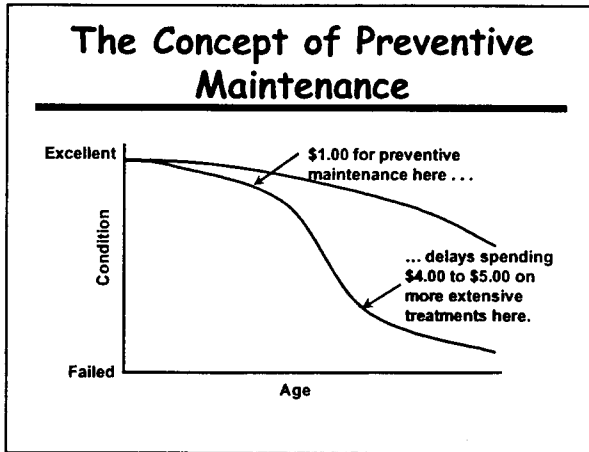 The Concept of Preventive
Maintenance
Excellent
$1.00 for preventive
maintenance here . . .
Condition
... delays spending
$4.00 to $5.00 on
more extensive
treatments here.
Failed
Age